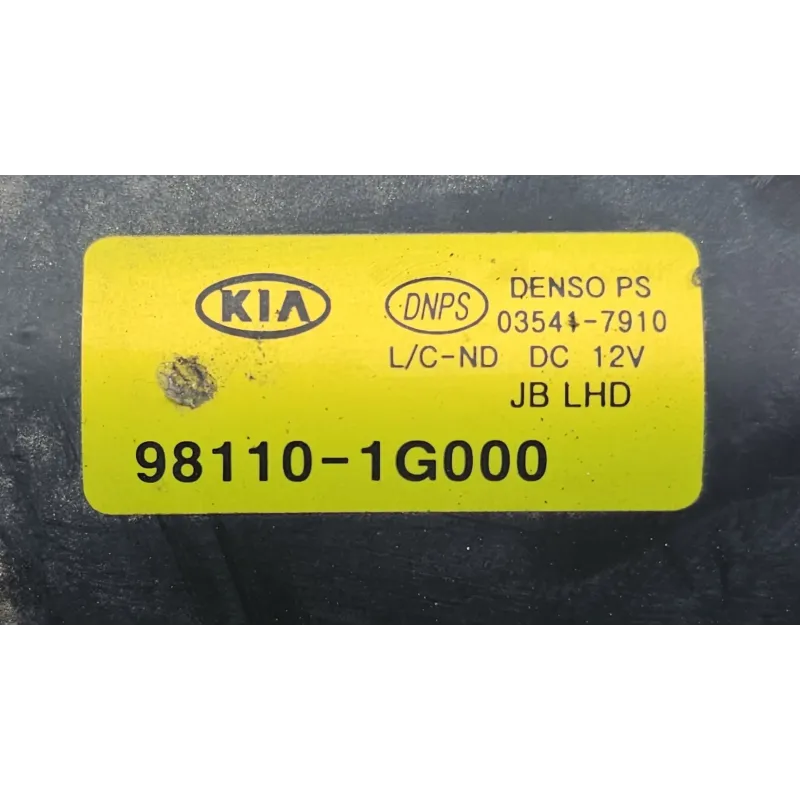 KIA DNPS DENSO PS
03541-7910
L/C-ND DC 12V
JB LHD
98110-1G000